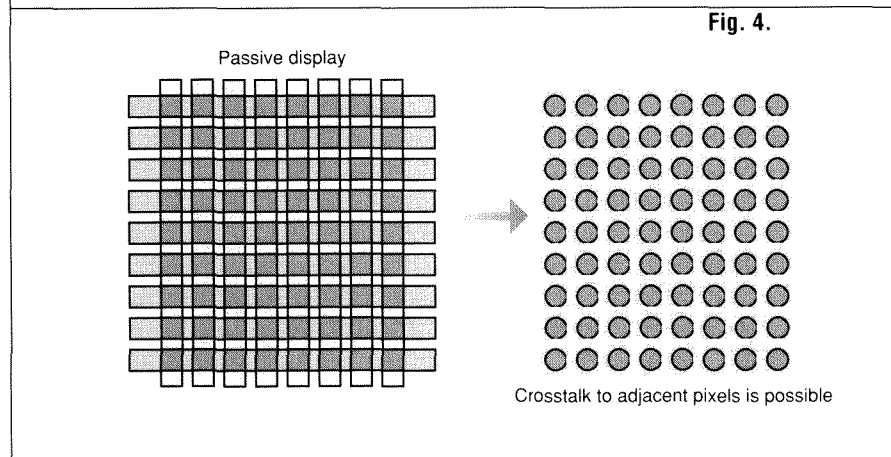 Fig. 4.
Passive display
Crosstalk to adjacent pixels is possible